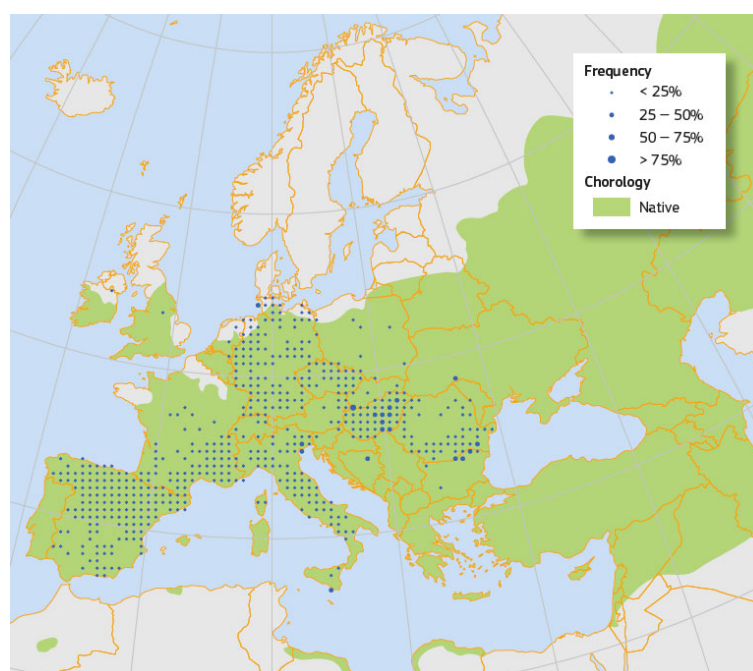 Frequency
< 25%
25 – 50%
50 – 75%
> 75%
Chorology
Native